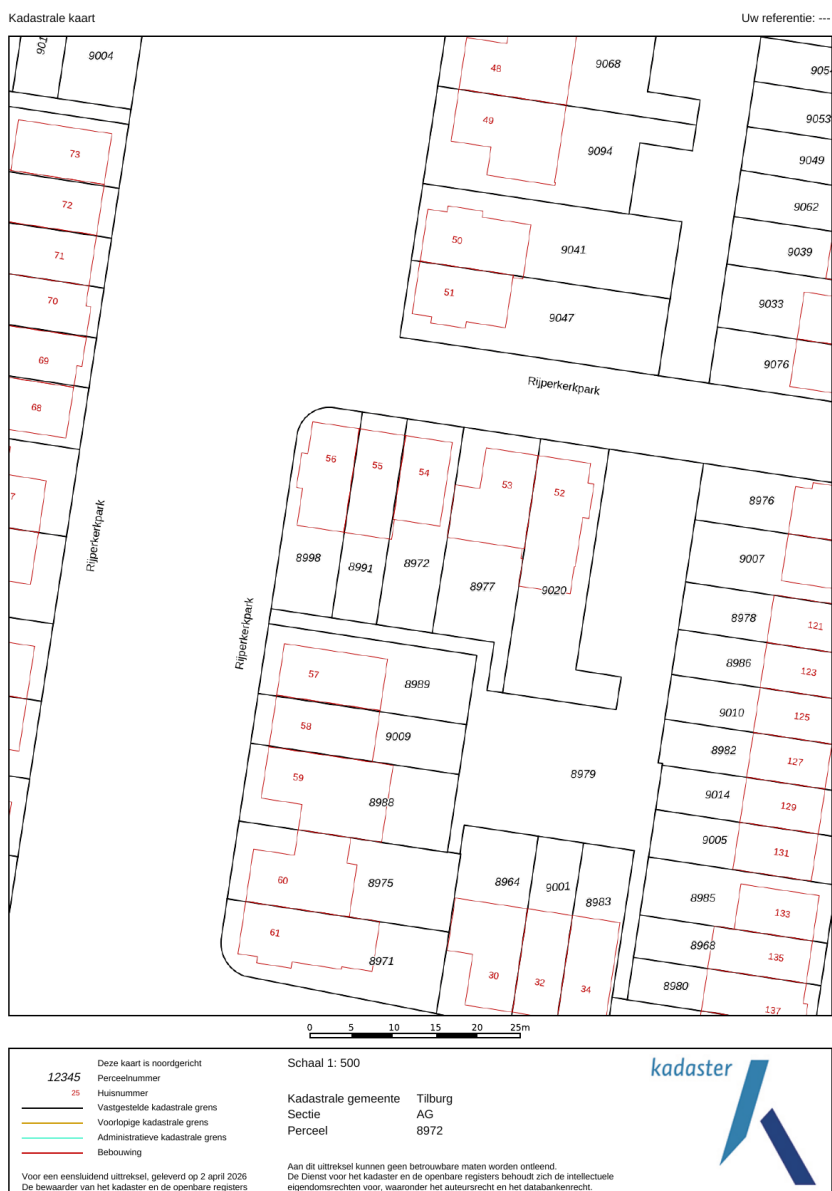 Kadastrale kaart
Uw referentie: ---
9004
48
9068
9053
49
9094
73
9049
72
9062
50
9041
71
9039
51
70
9033
9047
69
9076
68
Rijperkerkpark
56
55
54
53
52
8976
Rijperkerkpark
8998
8991
8972
8977
9020
9007
8978
121
Rijperkerkpark
57
8989
8986
123
58
9009
9010
125
8982
127
59
8988
8979
9014
129
9005
131
60
8975
8964
9001
8983
8985
133
61
8971
8968
135
30
32
34
8980
137
0 5 10 15 20 25m
Deze kaart is noordgericht
12345 Perceelnummer
25 Huisnummer
Vastgestelde kadastrale grens
Voorlopige kadastrale grens
Administratieve kadastrale grens
Bebouwing
Voor een eensluidend uittreksel, geleverd op 2 april 2026
De bewaarder van het kadaster en de openbare registers
Schaal 1: 500
Kadastrale gemeente Tilburg
Sectie AG
Perceel 8972
Aan dit uittreksel kunnen geen betrouwbare maten worden ontleend.
De Dienst voor het kadaster en de openbare registers behoudt zich de intellectuele
eigendomsrechten voor, waaronder het auteursrecht en het databankenrecht.
kadaster